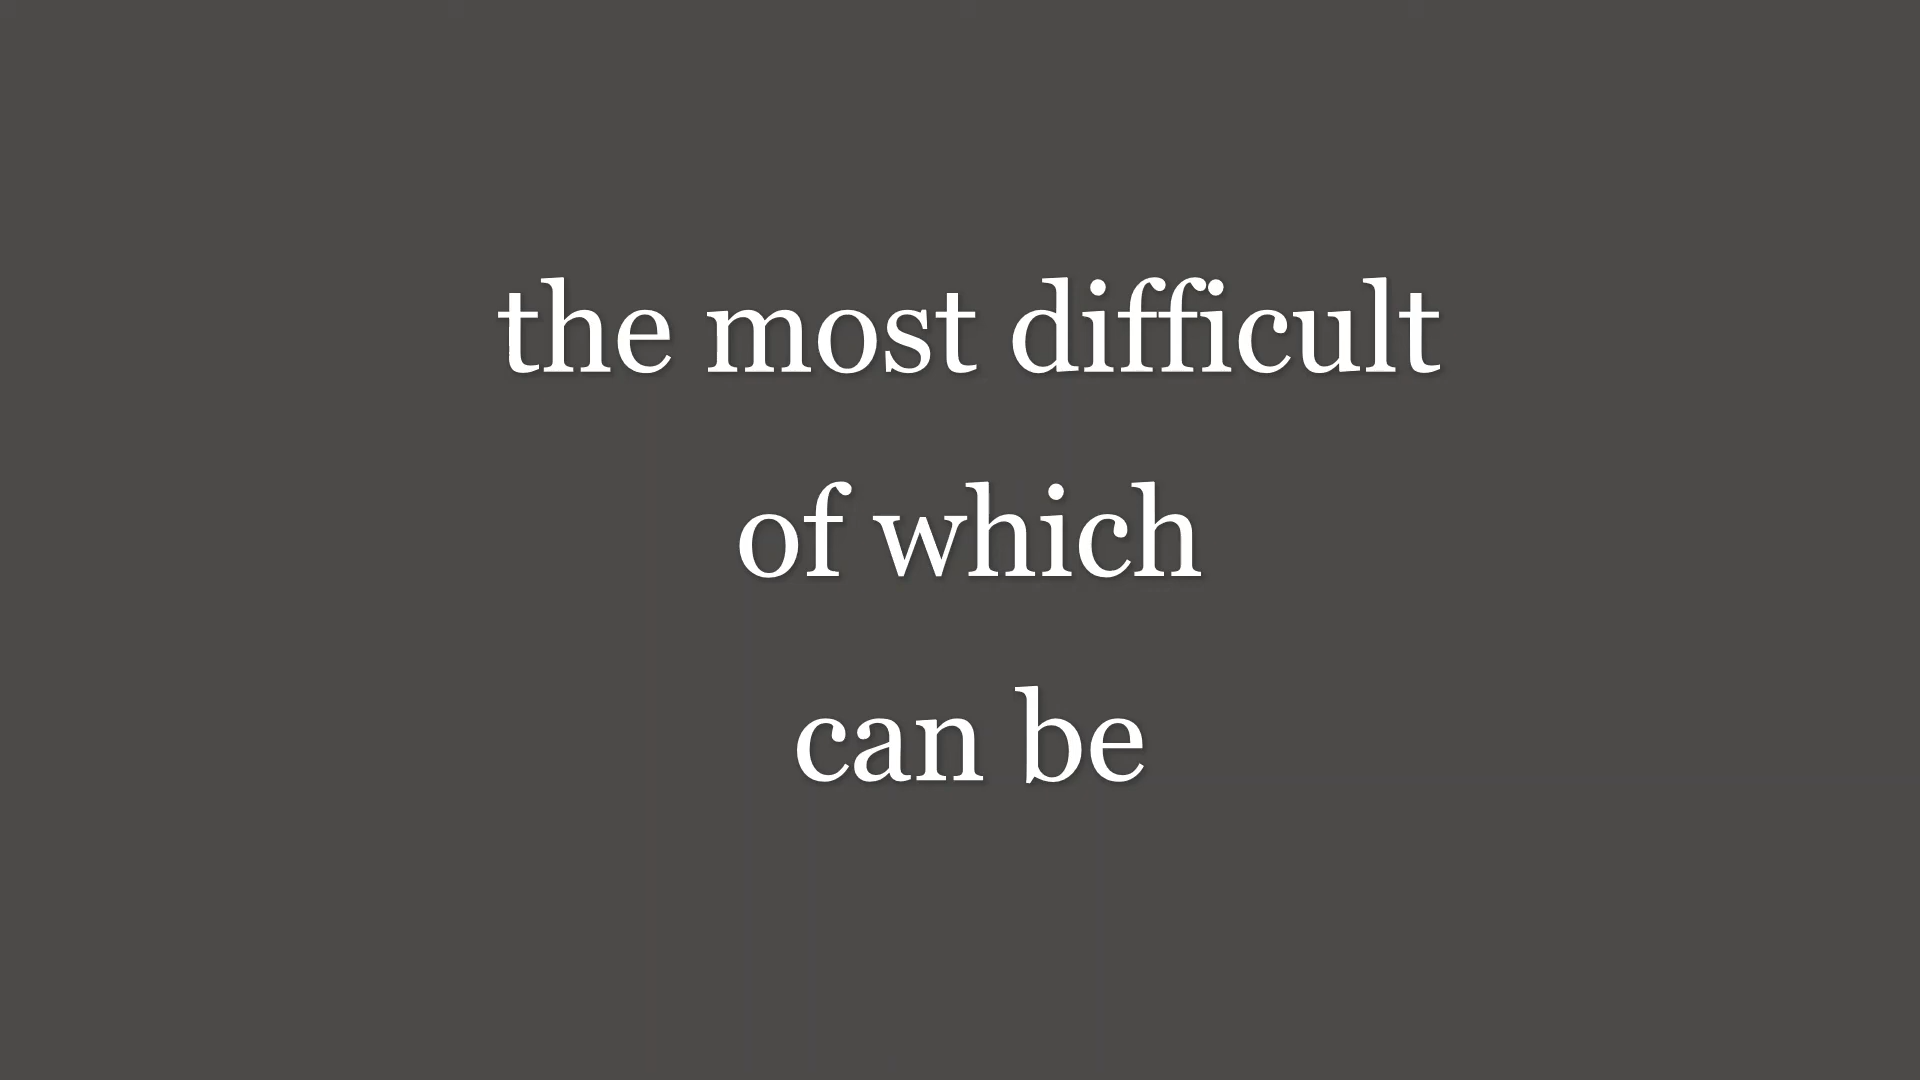 the most difficult
of which
can be